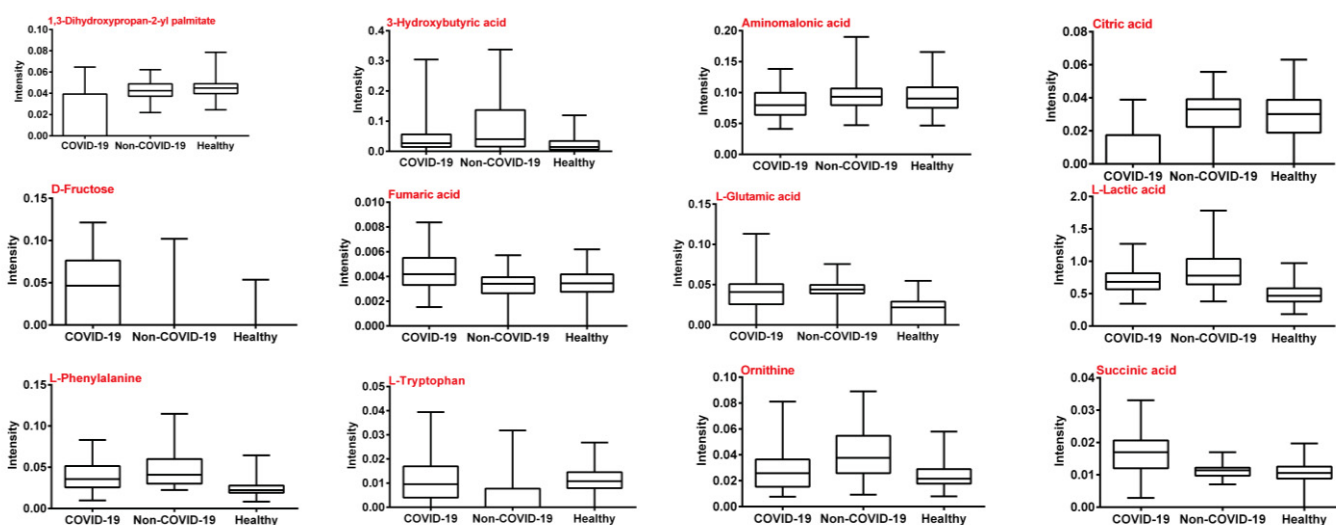 1,3-Dihydroxypropan-2-yl palmitate
Intensity
0.10
0.08
0.06
0.04
0.02
0.00
COVID-19 Non-COVID-19 Healthy
3-Hydroxybutyric acid
Intensity
0.4
0.3
0.2
0.1
0.0
COVID-19 Non-COVID-19 Healthy
Aminomalonic acid
Intensity
0.20
0.15
0.10
0.05
0.00
COVID-19 Non-COVID-19 Healthy
Citric acid
Intensity
0.08
0.06
0.04
0.02
0.00
COVID-19 Non-COVID-19 Healthy
D-Fructose
Intensity
0.15
0.10
0.05
0.00
COVID-19 Non-COVID-19 Healthy
Fumaric acid
Intensity
0.010
0.008
0.006
0.004
0.002
0.000
COVID-19 Non-COVID-19 Healthy
L-Glutamic acid
Intensity
0.15
0.10
0.05
0.00
COVID-19 Non-COVID-19 Healthy
L-Lactic acid
Intensity
2.0
1.5
1.0
0.5
0.0
COVID-19 Non-COVID-19 Healthy
L-Phenylalanine
Intensity
0.15
0.10
0.05
0.00
COVID-19 Non-COVID-19 Healthy
L-Tryptophan
Intensity
0.05
0.04
0.03
0.02
0.01
0.00
COVID-19 Non-COVID-19 Healthy
Ornithine
Intensity
0.10
0.08
0.06
0.04
0.02
0.00
COVID-19 Non-COVID-19 Healthy
Succinic acid
Intensity
0.04
0.03
0.02
0.01
0.00
COVID-19 Non-COVID-19 Healthy